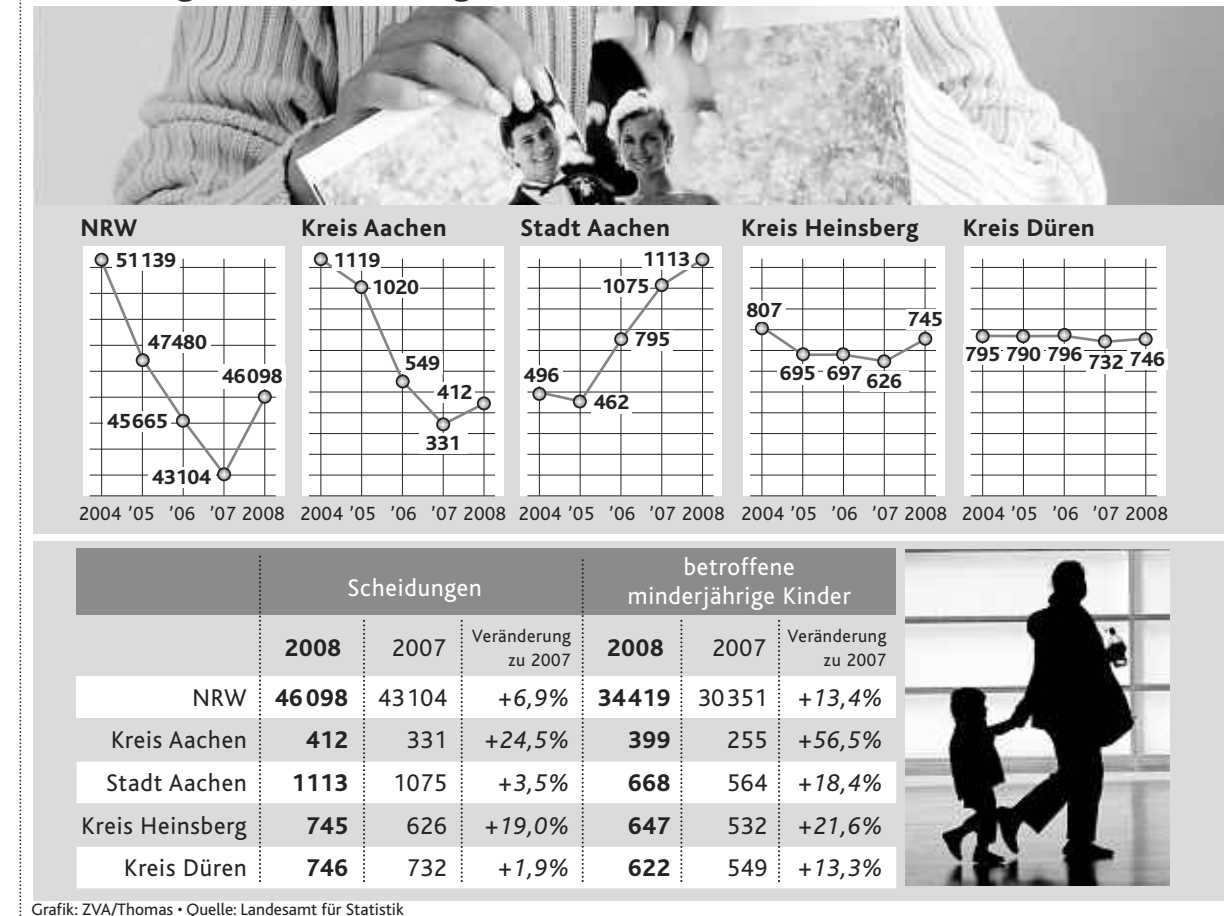 NRW
51139
47480
45665
43104
46098
2004 '05 '06 '07 2008
Kreis Aachen
1119
1020
549
412
331
2004 '05 '06 '07 2008
Stadt Aachen
1113
1075
795
496
462
2004 '05 '06 '07 2008
Kreis Heinsberg
807
745
695 697 626
2004 '05 '06 '07 2008
Kreis Düren
795 790 796 732 746
2004 '05 '06 '07 2008
Scheidungen
betroffene
minderjährige Kinder
2008 2007 Veränderung zu 2007 2008 2007 Veränderung zu 2007
NRW 46098 43104 +6,9% 34419 30351 +13,4%
Kreis Aachen 412 331 +24,5% 399 255 +56,5%
Stadt Aachen 1113 1075 +3,5% 668 564 +18,4%
Kreis Heinsberg 745 626 +19,0% 647 532 +21,6%
Kreis Düren 746 732 +1,9% 622 549 +13,3%
Grafik: ZVA/Thomas • Quelle: Landesamt für Statistik